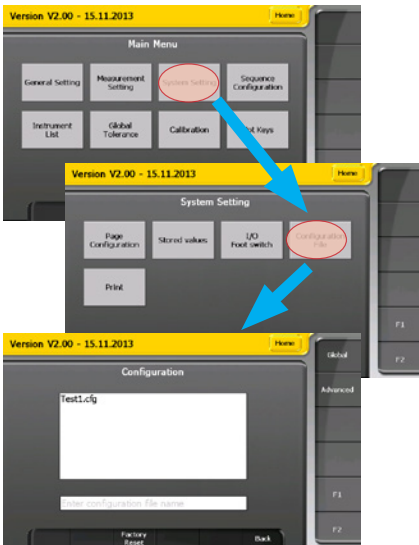 Version V2.00 - 15.11.2013 Home
Main Menu
General Setting Measurement Setting System Setting Sequence Configuration
Instrument List Global Tolerance Calibration Keys
Version V2.00 - 15.11.2013 Home
System Setting
Page Configuration Stored values I/O Foot switch Configuration File
Print
F1
F2
Version V2.00 - 15.11.2013 Home
Global
Configuration
Advanced
Test1.cfg
Enter configuration file name
F1
Factory Reset Back
F2